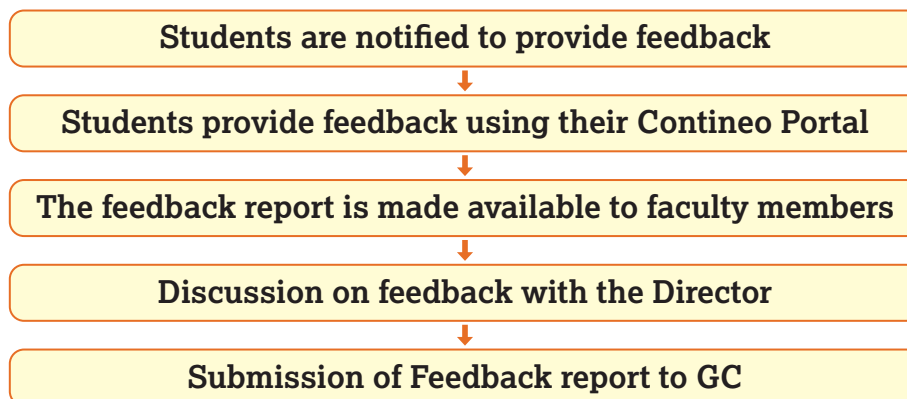 Students are notified to provide feedback
Students provide feedback using their Contineo Portal
The feedback report is made available to faculty members
Discussion on feedback with the Director
Submission of Feedback report to GC